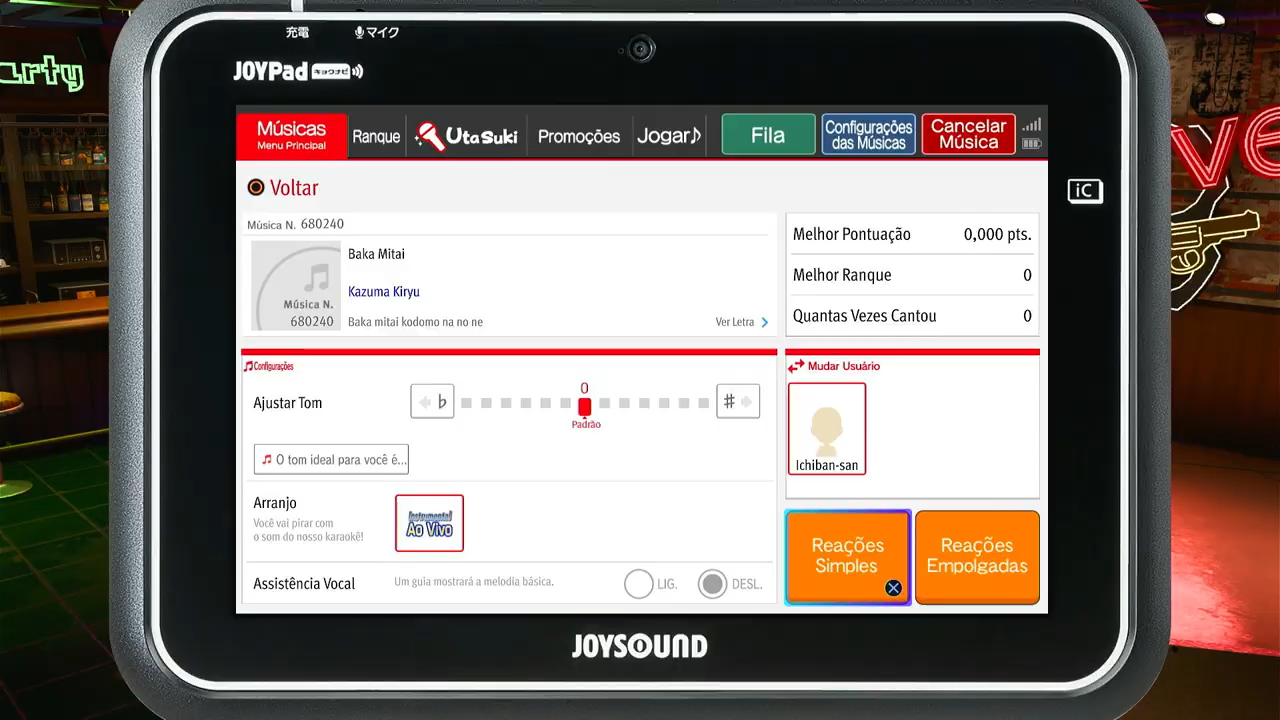 充電
マイク
JOYPad キョクナビ
Músicas
Menu Principal
Ranque
UtaSuki
Promoções
Jogar♪
Fila
Configurações
das Músicas
Cancelar
Música
arty
iC
Voltar
Música N. 680240
Baka Mitai
Kazuma Kiryu
Música N.
680240
Baka mitai kodomo na no ne
Ver Letra
Melhor Pontuação 0,000 pts.
Melhor Ranque 0
Quantas Vezes Cantou 0
Configurações
Ajustar Tom
♭
0
Padrão
♯
O tom ideal para você é...
Arranjo
Você vai pirar com
o som do nosso karaokê!
Instrumental
Ao Vivo
Assistência Vocal
Um guia mostrará a melodia básica.
LIG.
DESL.
Mudar Usuário
Ichiban-san
Reações
Simples
Reações
Empolgadas
JOYSOUND
ve